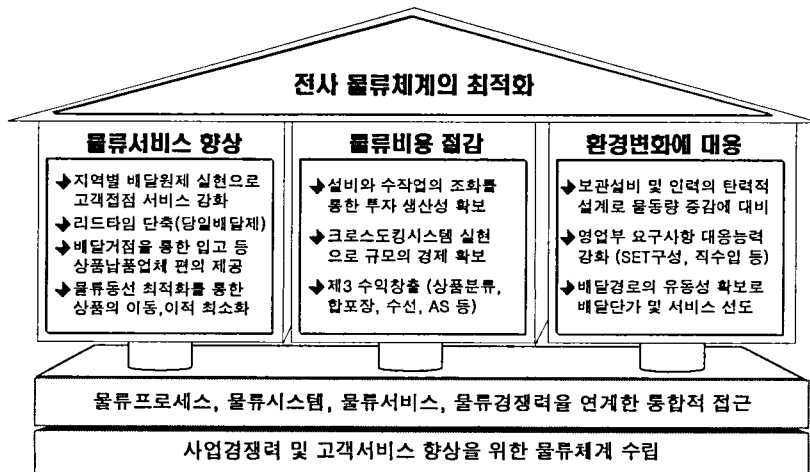 전사 물류체계의 최적화
물류서비스 향상
지역별 배달원제 실현으로
고객접점 서비스 강화
리드타임 단축(당일배달제)
배달거점을 통한 입고 등
상품납품업체 편의 제공
물류동선 최적화를 통한
상품의 이동,이적 최소화
물류비용 절감
설비와 수작업의 조화를
통한 투자 생산성 확보
크로스도킹시스템 실현
으로 규모의 경제 확보
제3 수익창출 (상품분류,
합포장, 수선, AS 등)
환경변화에 대응
보관설비 및 인력의 탄력적
설계로 물동량 증감에 대비
영업부 요구사항 대응능력
강화 (SET구성, 직수입 등)
배달경로의 유동성 확보로
배달단가 및 서비스 선도
물류프로세스, 물류시스템, 물류서비스, 물류경쟁력을 연계한 통합적 접근
사업경쟁력 및 고객서비스 향상을 위한 물류체계 수립